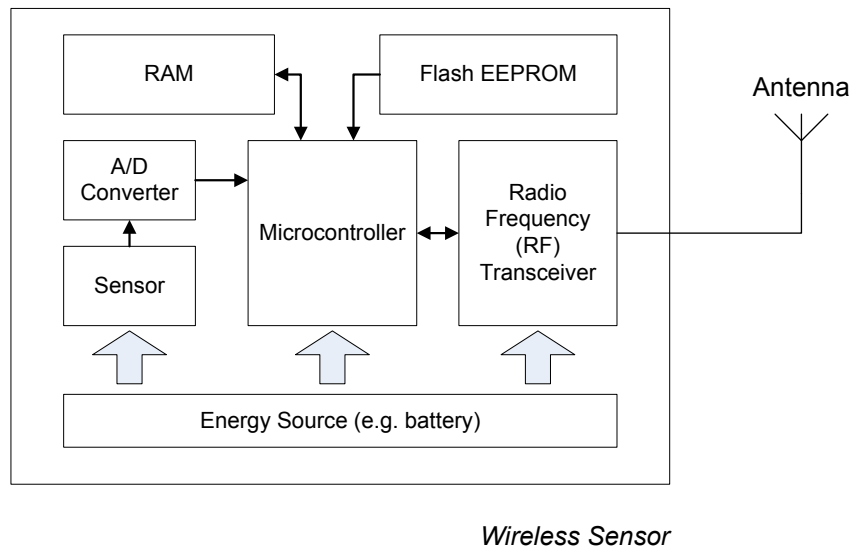 RAM
Flash EEPROM
Antenna
A/D
Converter
Microcontroller
Radio
Frequency
(RF)
Transceiver
Sensor
Energy Source (e.g. battery)
Wireless Sensor